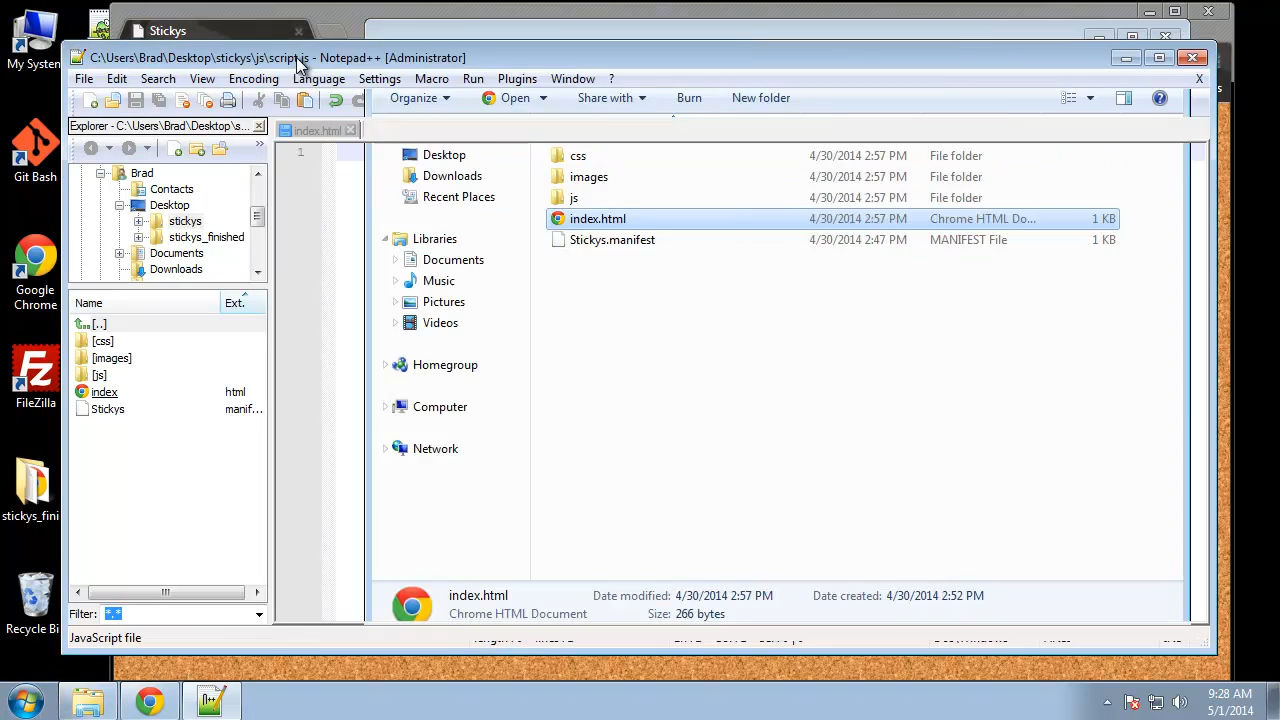 My System
Git Bash
Google
Chrome
FileZilla
stickys_fini
Recycle Bi
Stickys
C:\Users\Brad\Desktop\stickys\js\script.js - Notepad++ [Administrator]
File Edit Search View Encoding Language Settings Macro Run Plugins Window ?
X
Explorer - C:\Users\Brad\Desktop\s...
index.html
1
Brad
Contacts
Desktop
stickys
stickys_finished
Documents
Downloads
Name Ext.
[..]
[css]
[images]
[js]
index html
Stickys manif...
Filter: *.*
JavaScript file
Organize Open Share with Burn New folder
Desktop
Downloads
Recent Places
Libraries
Documents
Music
Pictures
Videos
Homegroup
Computer
Network
css 4/30/2014 2:57 PM File folder
images 4/30/2014 2:57 PM File folder
js 4/30/2014 2:57 PM File folder
index.html 4/30/2014 2:57 PM Chrome HTML Do... 1 KB
Stickys.manifest 4/30/2014 2:47 PM MANIFEST File 1 KB
index.html Date modified: 4/30/2014 2:57 PM Date created: 4/30/2014 2:52 PM
Chrome HTML Document Size: 266 bytes
9:28 AM
5/1/2014